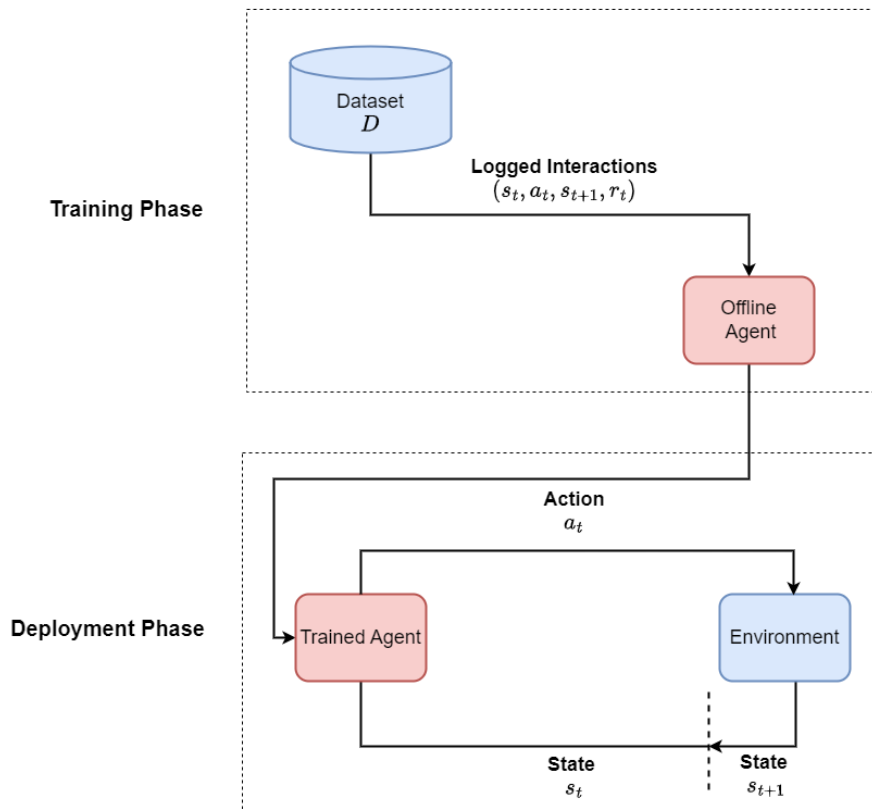 Dataset
D
Logged Interactions
(s_t, a_t, s_{t+1}, r_t)
Training Phase
Offline
Agent
Action
a_t
Deployment Phase
Trained Agent
Environment
State
s_t
State
s_{t+1}